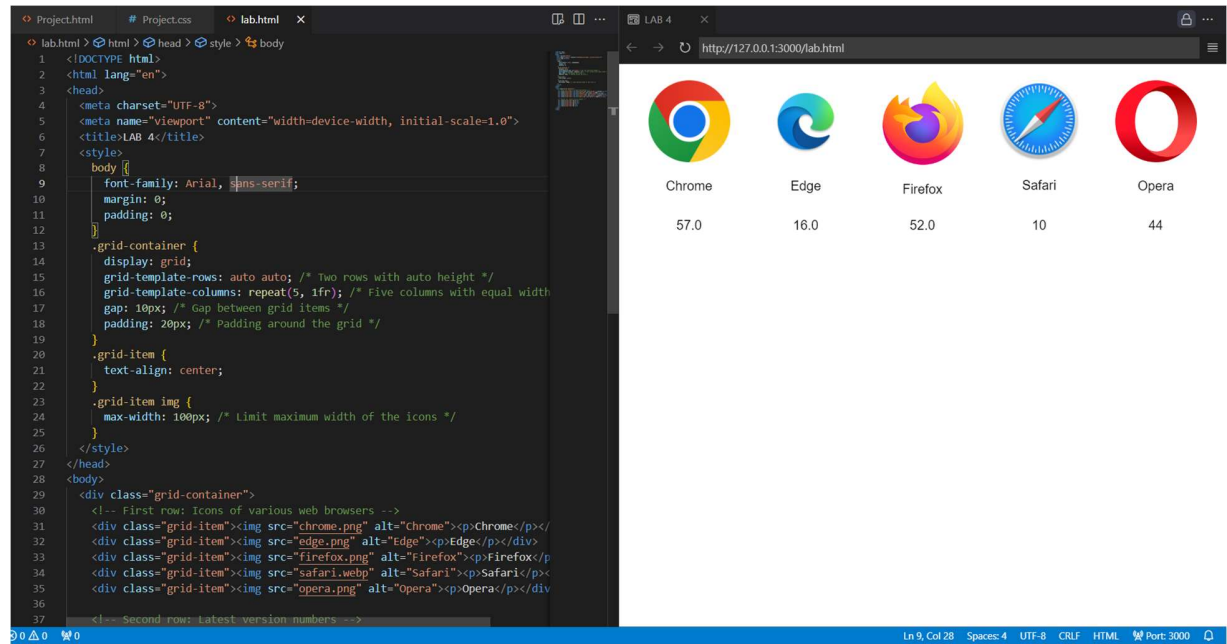 Project.html
Project.css
lab.html
LAB 4
lab.html > html > head > style > body
http://127.0.0.1:3000/lab.html
1 <!DOCTYPE html>
2 <html lang="en">
3 <head>
4 <meta charset="UTF-8">
5 <meta name="viewport" content="width=device-width, initial-scale=1.0">
6 <title>LAB 4</title>
7 <style>
8 body {
9 font-family: Arial, sans-serif;
10 margin: 0;
11 padding: 0;
12 }
13 .grid-container {
14 display: grid;
15 grid-template-rows: auto auto; /* Two rows with auto height */
16 grid-template-columns: repeat(5, 1fr); /* Five columns with equal width
17 gap: 10px; /* Gap between grid items */
18 padding: 20px; /* Padding around the grid */
19 }
20 .grid-item {
21 text-align: center;
22 }
23 .grid-item img {
24 max-width: 100px; /* Limit maximum width of the icons */
25 }
26 </style>
27 </head>
28 <body>
29 <div class="grid-container">
30 <!-- First row: Icons of various web browsers -->
31 <div class="grid-item"><img src="chrome.png" alt="Chrome"><p>Chrome</p></
32 <div class="grid-item"><img src="edge.png" alt="Edge"><p>Edge</p></div>
33 <div class="grid-item"><img src="firefox.png" alt="Firefox"><p>Firefox</p
34 <div class="grid-item"><img src="safari.webp" alt="Safari"><p>Safari</p><
35 <div class="grid-item"><img src="opera.png" alt="Opera"><p>Opera</p></div
36
37 <!-- Second row: Latest version numbers -->
Chrome Edge Firefox Safari Opera
57.0 16.0 52.0 10 44
0 0 0 Ln 9, Col 28 Spaces: 4 UTF-8 CRLF HTML Port: 3000